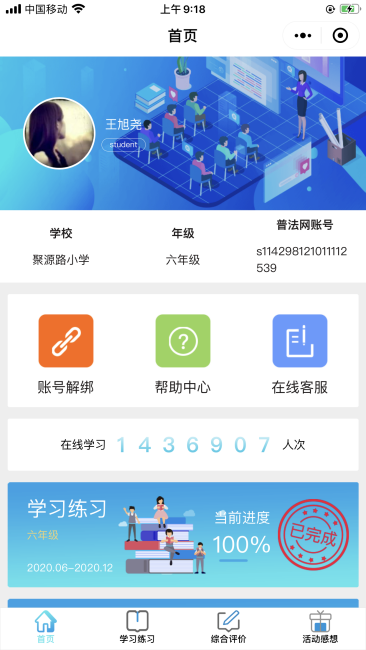 中国移动
上午 9:18
首页
王旭尧
student
学校
年级
普法网账号
聚源路小学
六年级
s114298121011112
539
账号解绑
帮助中心
在线客服
在线学习 1 4 3 6 9 0 7 人次
学习练习
六年级
2020.06~2020.12
当前进度
100%
已完成
首页
学习练习
综合评价
活动感想